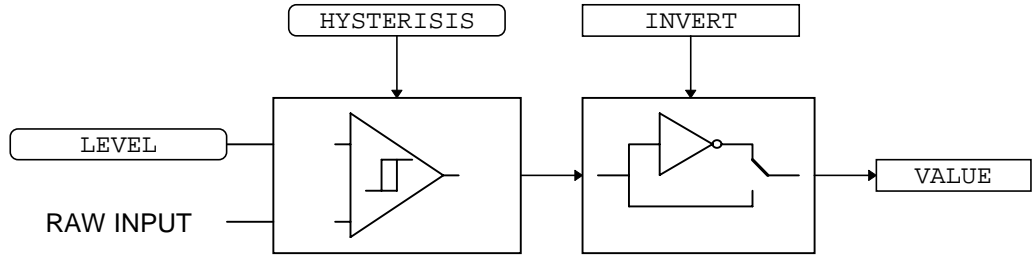 HYSTERISIS
INVERT
LEVEL
RAW INPUT
VALUE